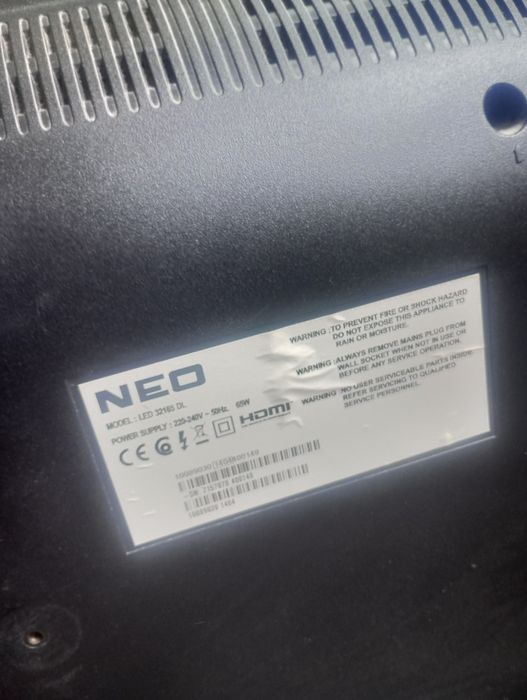 NEO
MODEL : LED 32165 DL
POWER SUPPLY : 220-240V ~ 50Hz, 65W
CE HDMI
WARNING :TO PREVENT FIRE OR SHOCK HAZARD
DO NOT EXPOSE THIS APPLIANCE TO
RAIN OR MOISTURE.
WARNING :ALWAYS REMOVE MAINS PLUG FROM
WALL SOCKET WHEN NOT IN USE OR
BEFORE ANY SERVICE OPERATION.
WARNING :NO USER SERVICEABLE PARTS INSIDE.
REFER SERVICING TO QUALIFIED
SERVICE PERSONNEL.